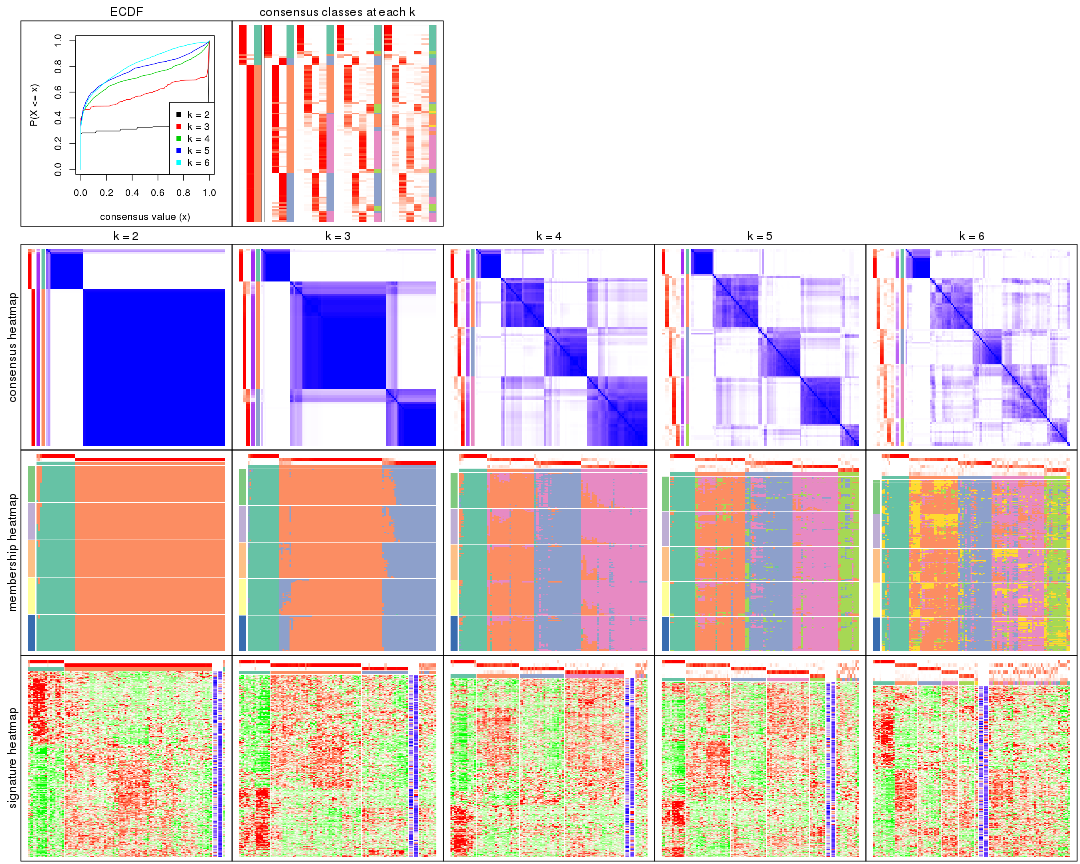 ECDF
consensus classes at each k
P(X <= x)
0.0 0.2 0.4 0.6 0.8 1.0
k = 2
k = 3
k = 4
k = 5
k = 6
0.0 0.2 0.4 0.6 0.8 1.0
consensus value (x)
k = 2
k = 3
k = 4
k = 5
k = 6
consensus heatmap
membership heatmap
signature heatmap